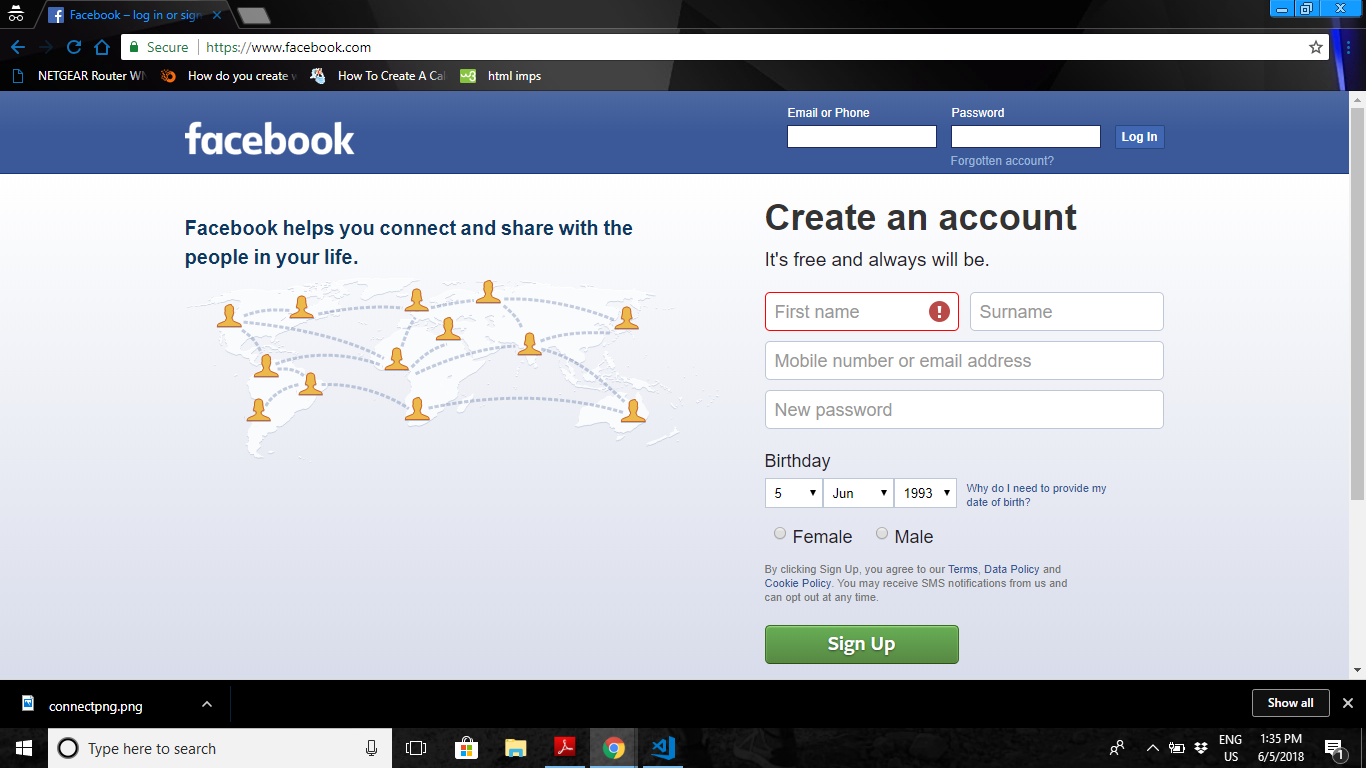 Facebook – log in or sign
Secure https://www.facebook.com
NETGEAR Router WN How do you create w How To Create A Cal w3 html imps
facebook
Email or Phone Password
Log In
Forgotten account?
Facebook helps you connect and share with the
people in your life.
Create an account
It's free and always will be.
First name Surname
Mobile number or email address
New password
Birthday
5 Jun 1993
Why do I need to provide my
date of birth?
Female Male
By clicking Sign Up, you agree to our Terms, Data Policy and
Cookie Policy. You may receive SMS notifications from us and
can opt out at any time.
Sign Up
connectpng.png Show all
Type here to search
ENG
US
1:35 PM
6/5/2018
1